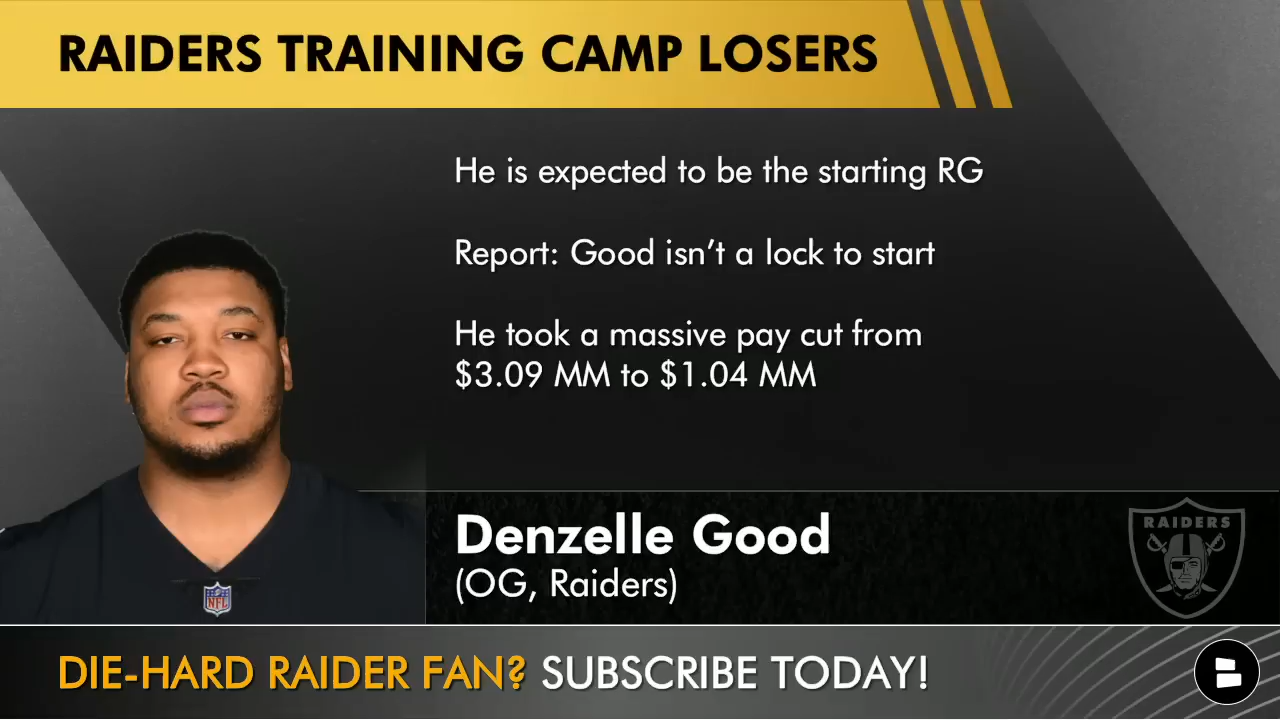 RAIDERS TRAINING CAMP LOSERS
He is expected to be the starting RG
Report: Good isn’t a lock to start
He took a massive pay cut from
$3.09 MM to $1.04 MM
Denzelle Good
(OG, Raiders)
RAIDERS
NFL
DIE-HARD RAIDER FAN? SUBSCRIBE TODAY!